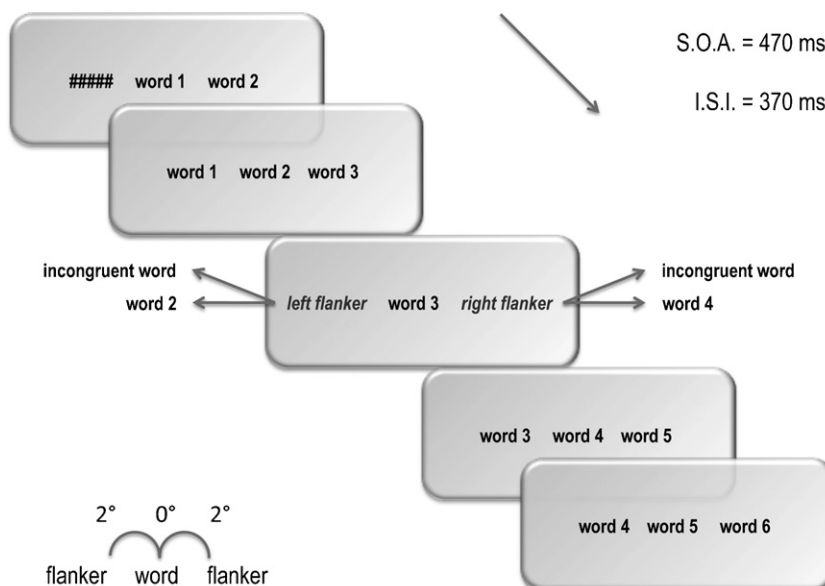 S.O.A. = 470 ms
I.S.I. = 370 ms
##### word 1 word 2
word 1 word 2 word 3
incongruent word
word 2
left flanker word 3 right flanker
incongruent word
word 4
word 3 word 4 word 5
word 4 word 5 word 6
2° 0° 2°
flanker word flanker